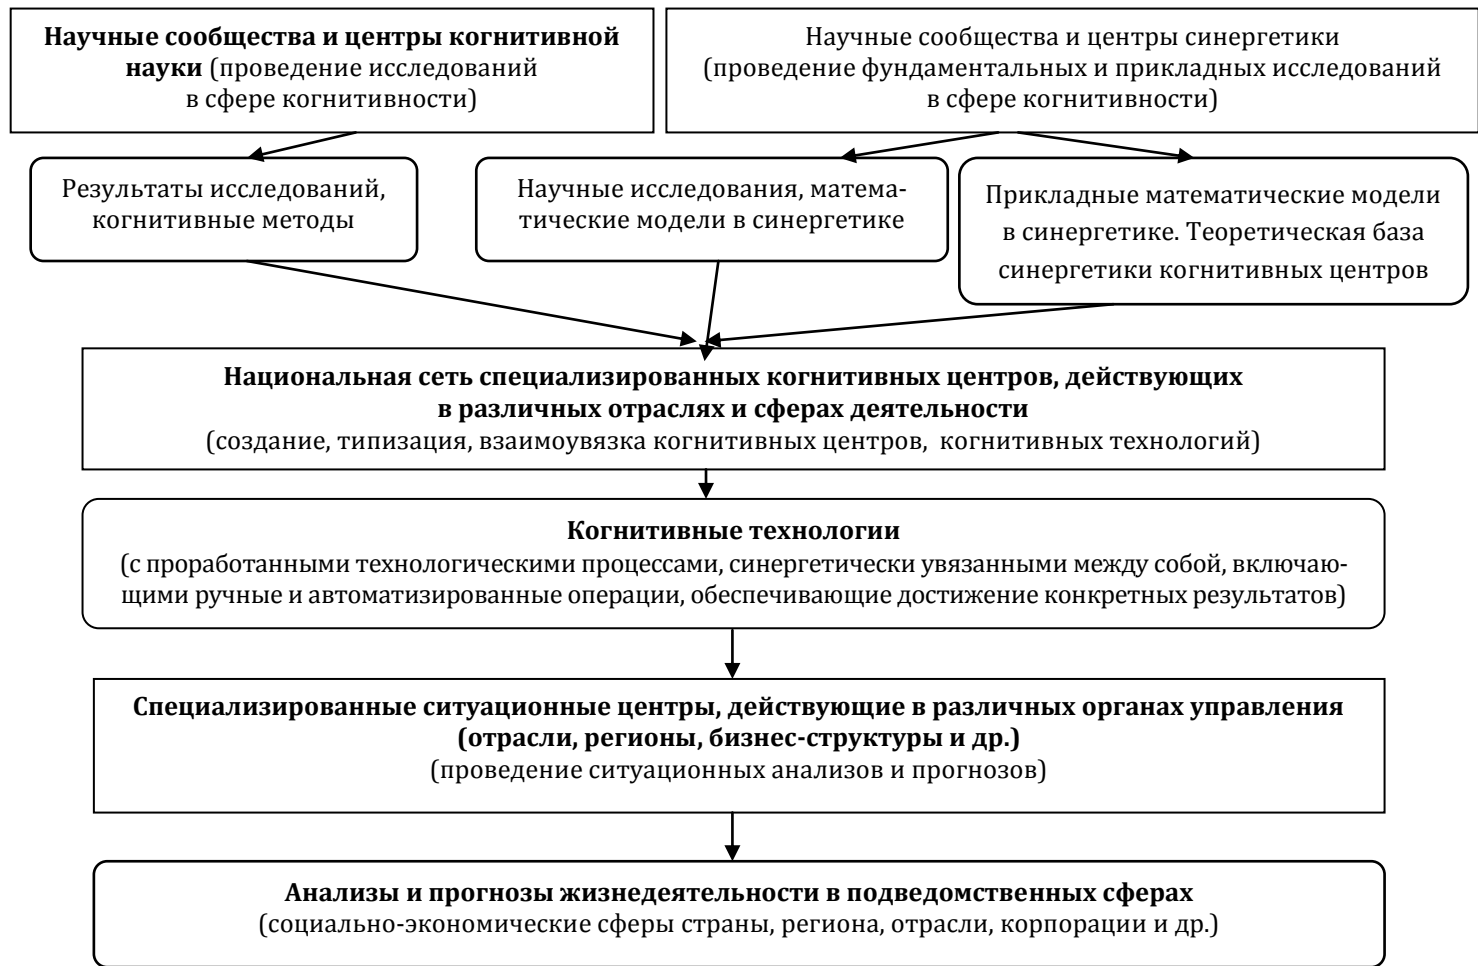 Научные сообщества и центры когнитивной
науки (проведение исследований
в сфере когнитивности)
Научные сообщества и центры синергетики
(проведение фундаментальных и прикладных исследований
в сфере когнитивности)
Результаты исследований,
когнитивные методы
Научные исследования, матема-
тические модели в синергетике
Прикладные математические модели
в синергетике. Теоретическая база
синергетики когнитивных центров
Национальная сеть специализированных когнитивных центров, действующих
в различных отраслях и сферах деятельности
(создание, типизация, взаимоувязка когнитивных центров, когнитивных технологий)
Когнитивные технологии
(с проработанными технологическими процессами, синергетически увязанными между собой, включаю-
щими ручные и автоматизированные операции, обеспечивающие достижение конкретных результатов)
Специализированные ситуационные центры, действующие в различных органах управления
(отрасли, регионы, бизнес-структуры и др.)
(проведение ситуационных анализов и прогнозов)
Анализы и прогнозы жизнедеятельности в подведомственных сферах
(социально-экономические сферы страны, региона, отрасли, корпорации и др.)